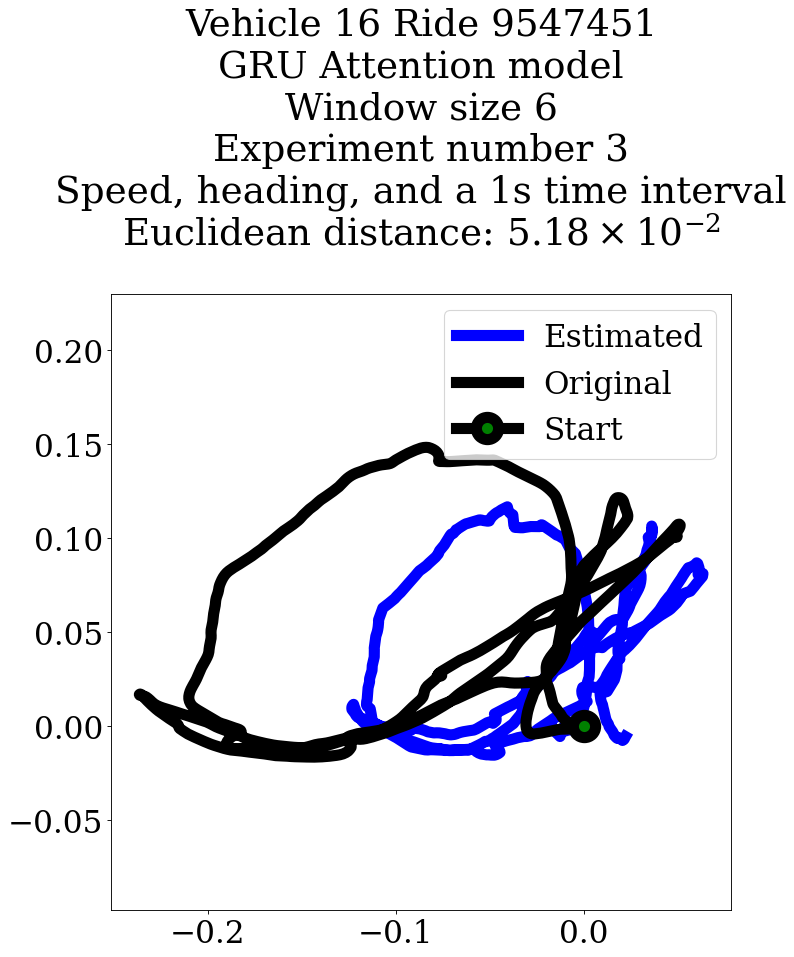 Vehicle 16 Ride 9547451
GRU Attention model
Window size 6
Experiment number 3
Speed, heading, and a 1s time interval
Euclidean distance: 5.18 × 10⁻²
Estimated
Original
Start
0.20
0.15
0.10
0.05
0.00
−0.05
−0.2
−0.1
0.0